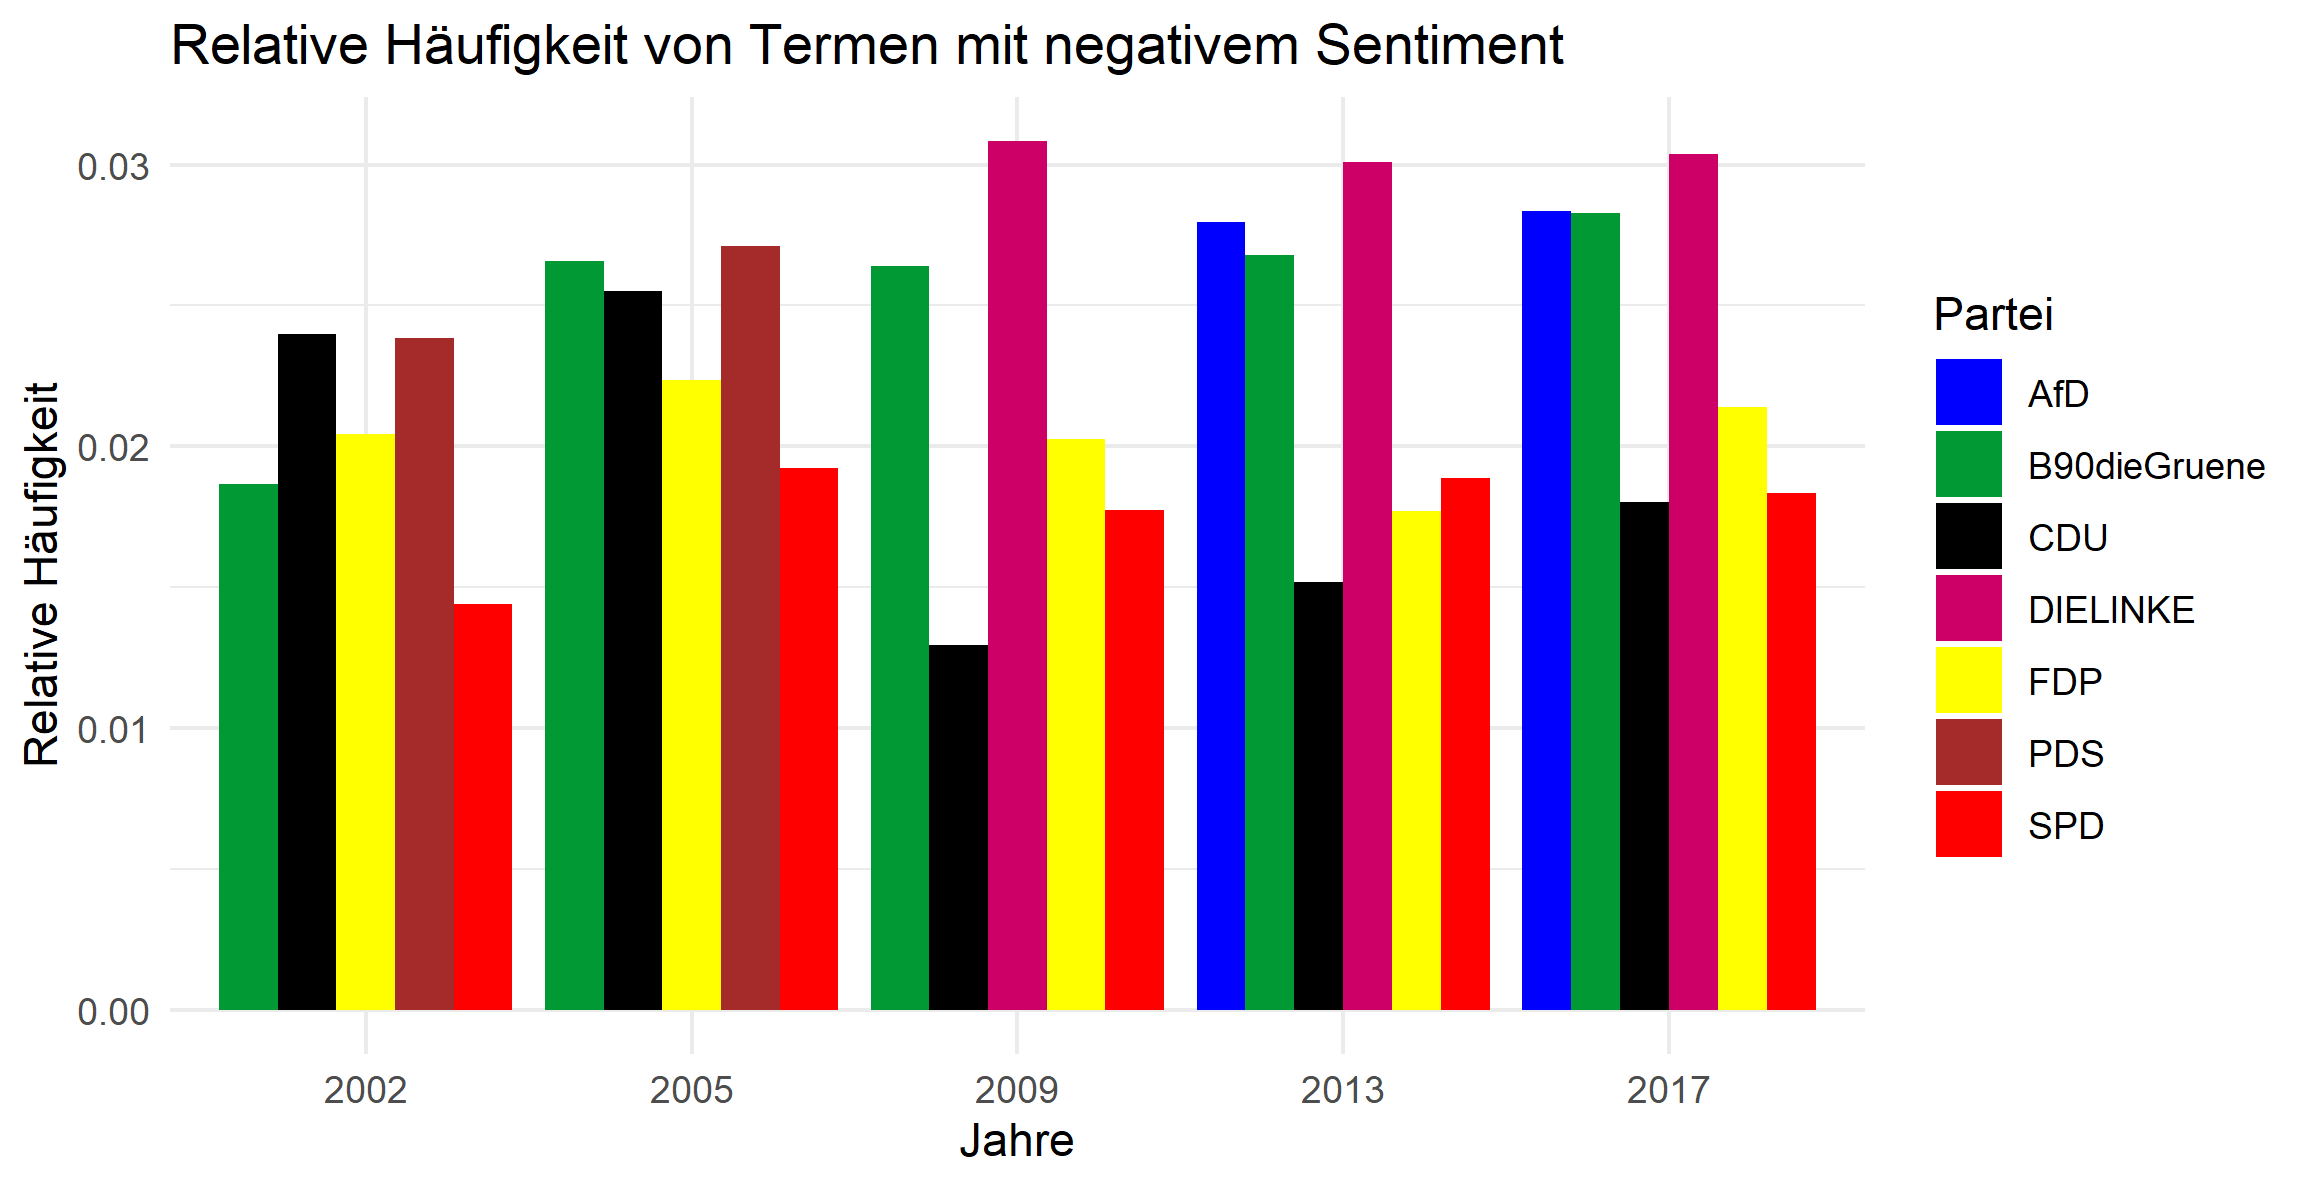 Relative Häufigkeit von Termen mit negativem Sentiment
Relative Häufigkeit
0.03
0.02
0.01
0.00
2002 2005 2009 2013 2017
Jahre
Partei
AfD
B90dieGruene
CDU
DIELINKE
FDP
PDS
SPD